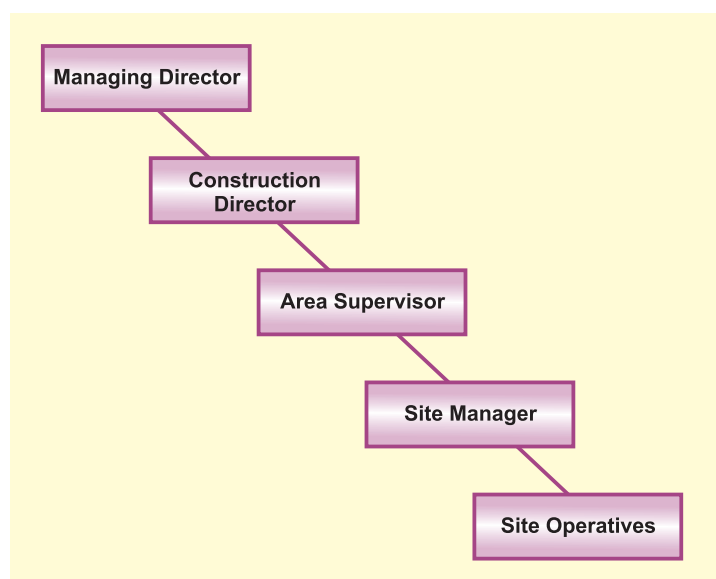 Managing Director
Construction
Director
Area Supervisor
Site Manager
Site Operatives